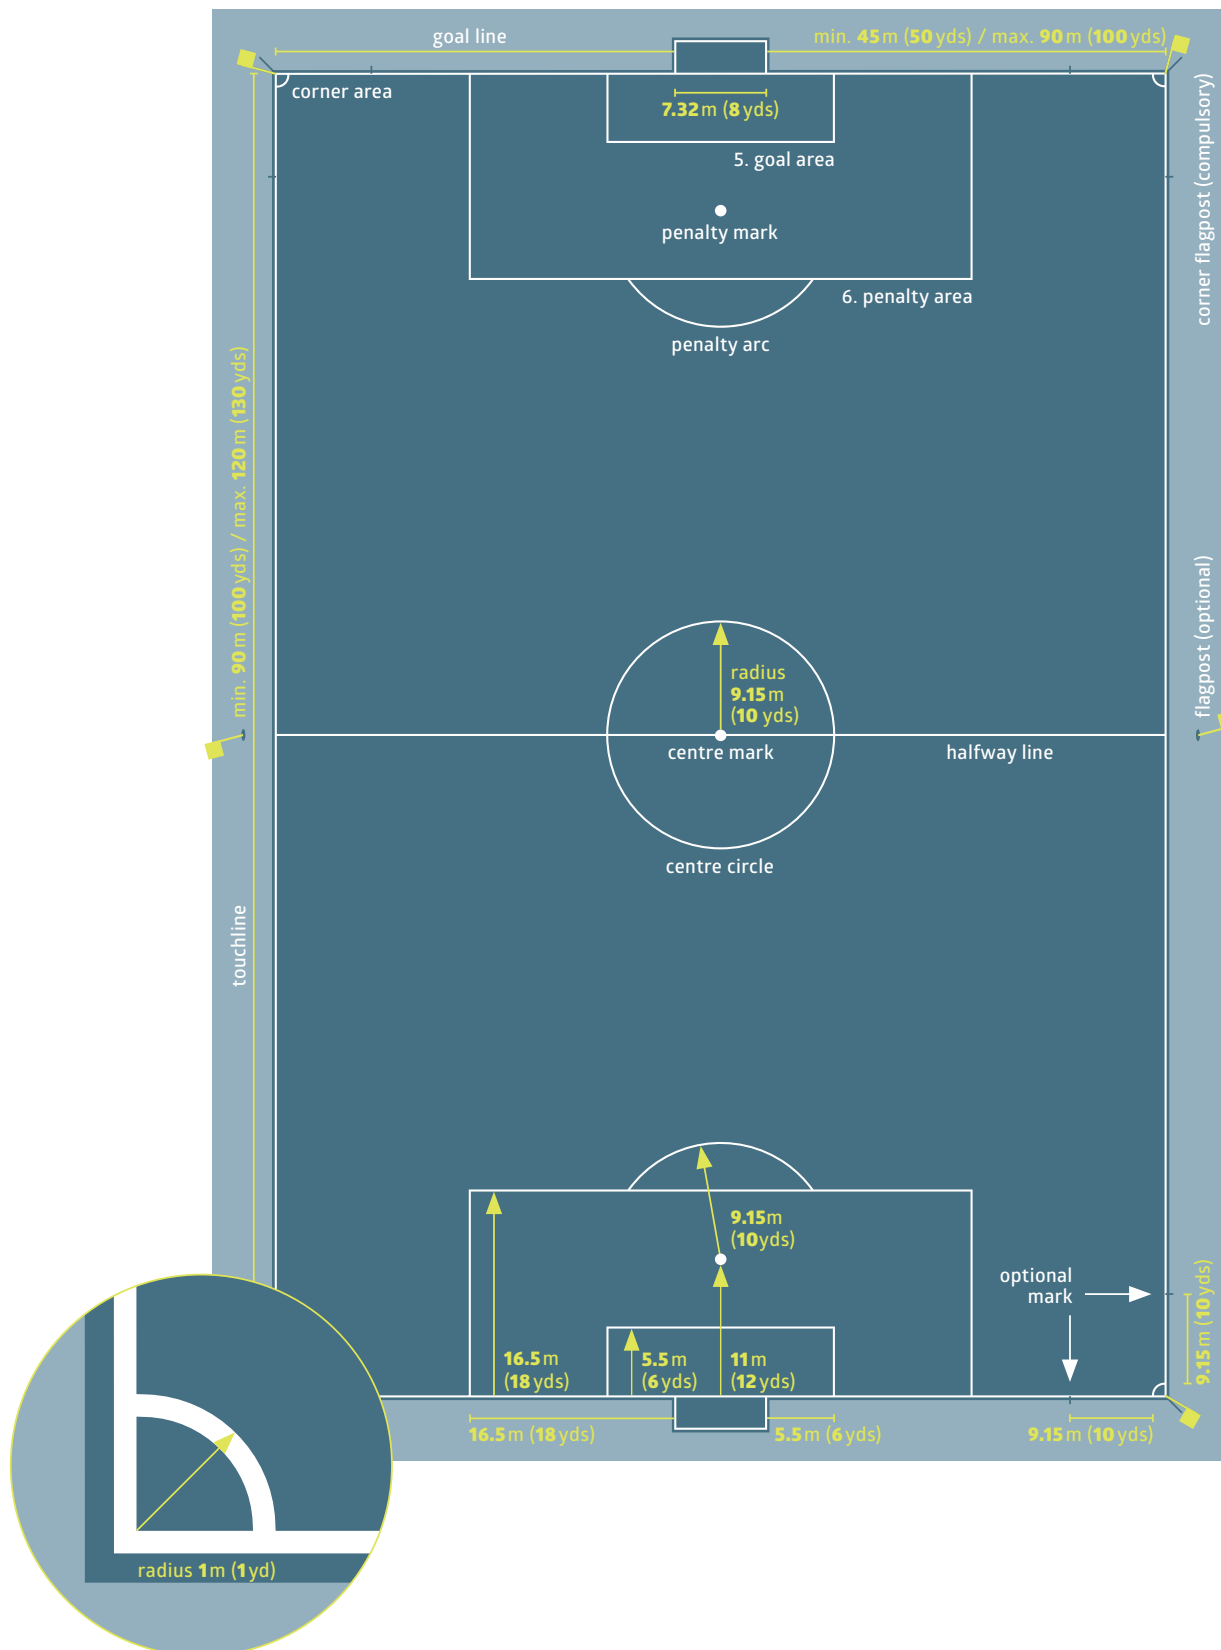 goal line
min. 45 m (50 yds) / max. 90 m (100 yds)
corner area
7.32 m (8 yds)
5. goal area
penalty mark
6. penalty area
penalty arc
corner flagpost (compulsory)
min. 90 m (100 yds) / max. 120 m (130 yds)
flagpost (optional)
radius
9.15 m
(10 yds)
centre mark
halfway line
centre circle
touchline
9.15 m
(10 yds)
optional
mark
9.15 m (10 yds)
16.5 m
(18 yds)
5.5 m
(6 yds)
11 m
(12 yds)
16.5 m (18 yds)
5.5 m (6 yds)
9.15 m (10 yds)
radius 1 m (1 yd)